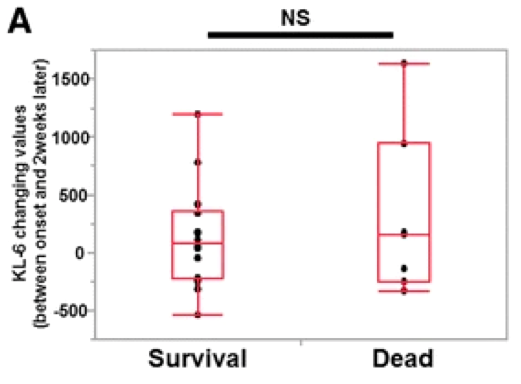 A
NS
KL-6 changing values
(between onset and 2weeks later)
1500
1000
500
0
-500
Survival
Dead